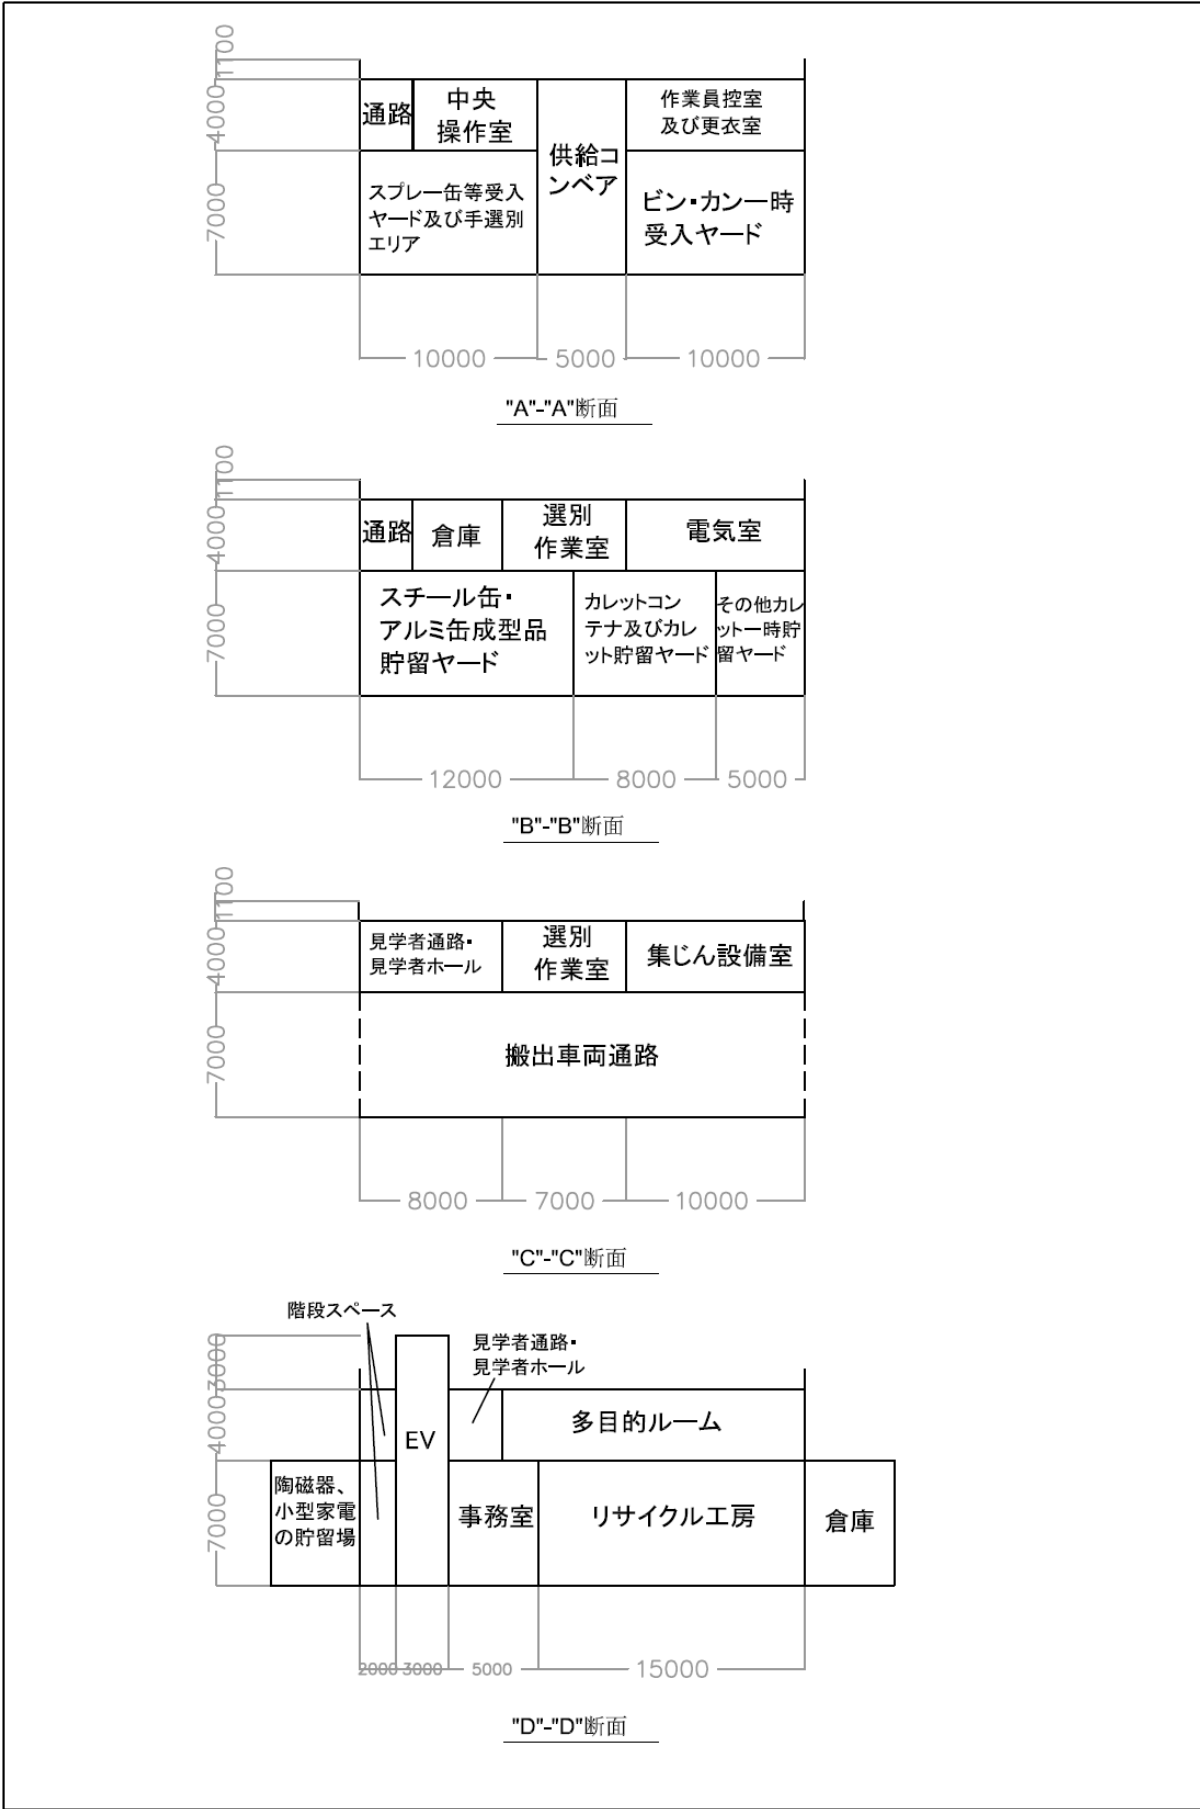 1100
4000
7000
通路
中央
操作室
供給コ
ンベア
作業員控室
及び更衣室
スプレー缶等受入
ヤード及び手選別
エリア
ビン・カン一時
受入ヤード
10000
5000
10000
"A"-"A"断面
1100
4000
7000
通路
倉庫
選別
作業室
電気室
スチール缶・
アルミ缶成型品
貯留ヤード
カレットコン
テナ及びカレ
ット貯留ヤード
その他カレ
ット一時貯
留ヤード
12000
8000
5000
"B"-"B"断面
1100
4000
7000
見学者通路・
見学者ホール
選別
作業室
集じん設備室
搬出車両通路
8000
7000
10000
"C"-"C"断面
階段スペース
見学者通路・
見学者ホール
3000
4000
7000
EV
多目的ルーム
陶磁器、
小型家電
の貯留場
事務室
リサイクル工房
倉庫
2000
3000
5000
15000
"D"-"D"断面